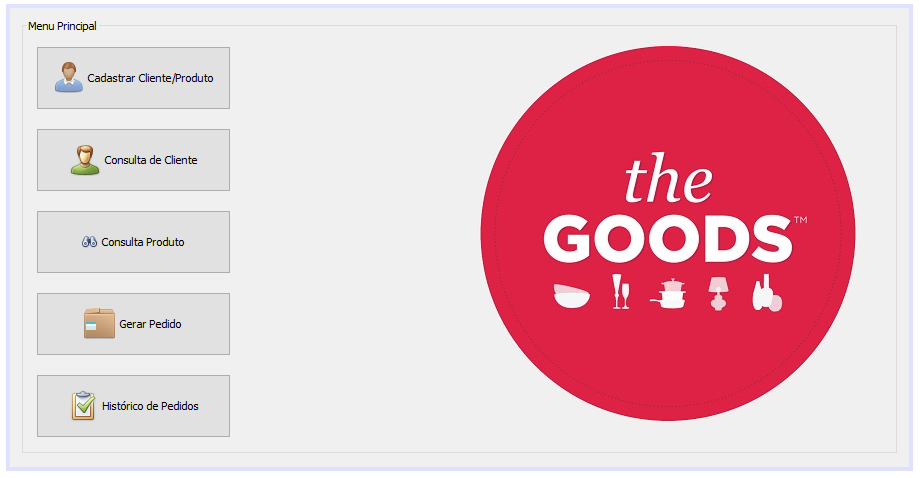 Menu Principal
Cadastrar Cliente/Produto
Consulta de Cliente
Consulta Produto
Gerar Pedido
Histórico de Pedidos
the
GOODS™